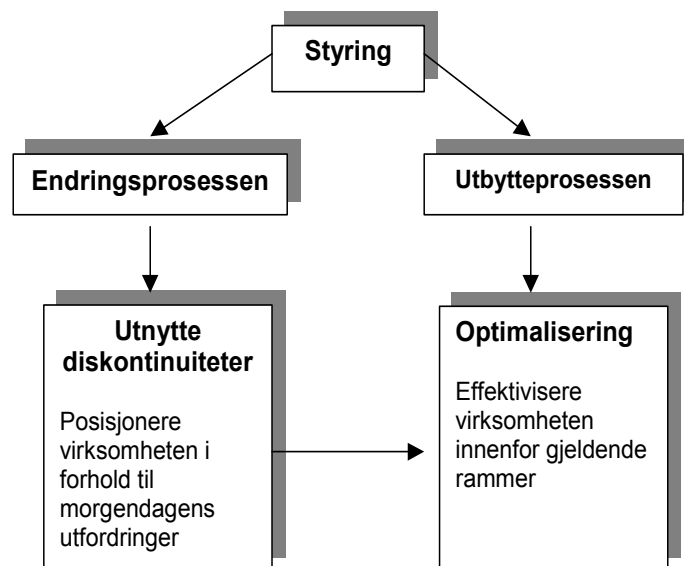 Styring
Endringsprosessen
Utbytteprosessen
Utnytte
diskontinuiteter
Posisjonere
virksomheten i
forhold til
morgendagens
utfordringer
Optimalisering
Effektivisere
virksomheten
innenfor gjeldende
rammer